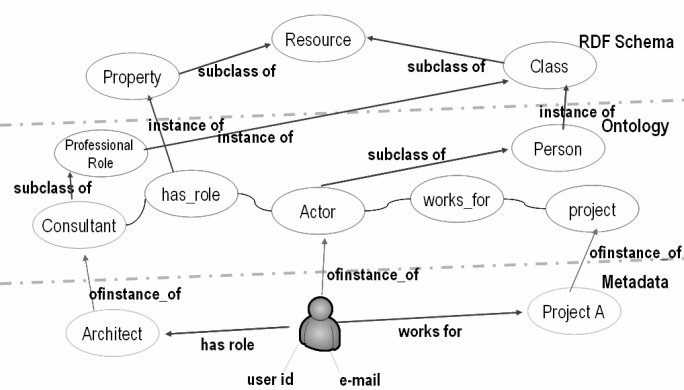 Resource
RDF Schema
subclass of
subclass of
Property
Class
instance of
instance of
instance of
Ontology
Professional
Role
subclass of
Person
subclass of
has_role
works_for
Consultant
Actor
project
ofinstance_of
ofinstance_of
Metadata
ofinstance_of
Architect
has role
works for
Project A
user id
e-mail